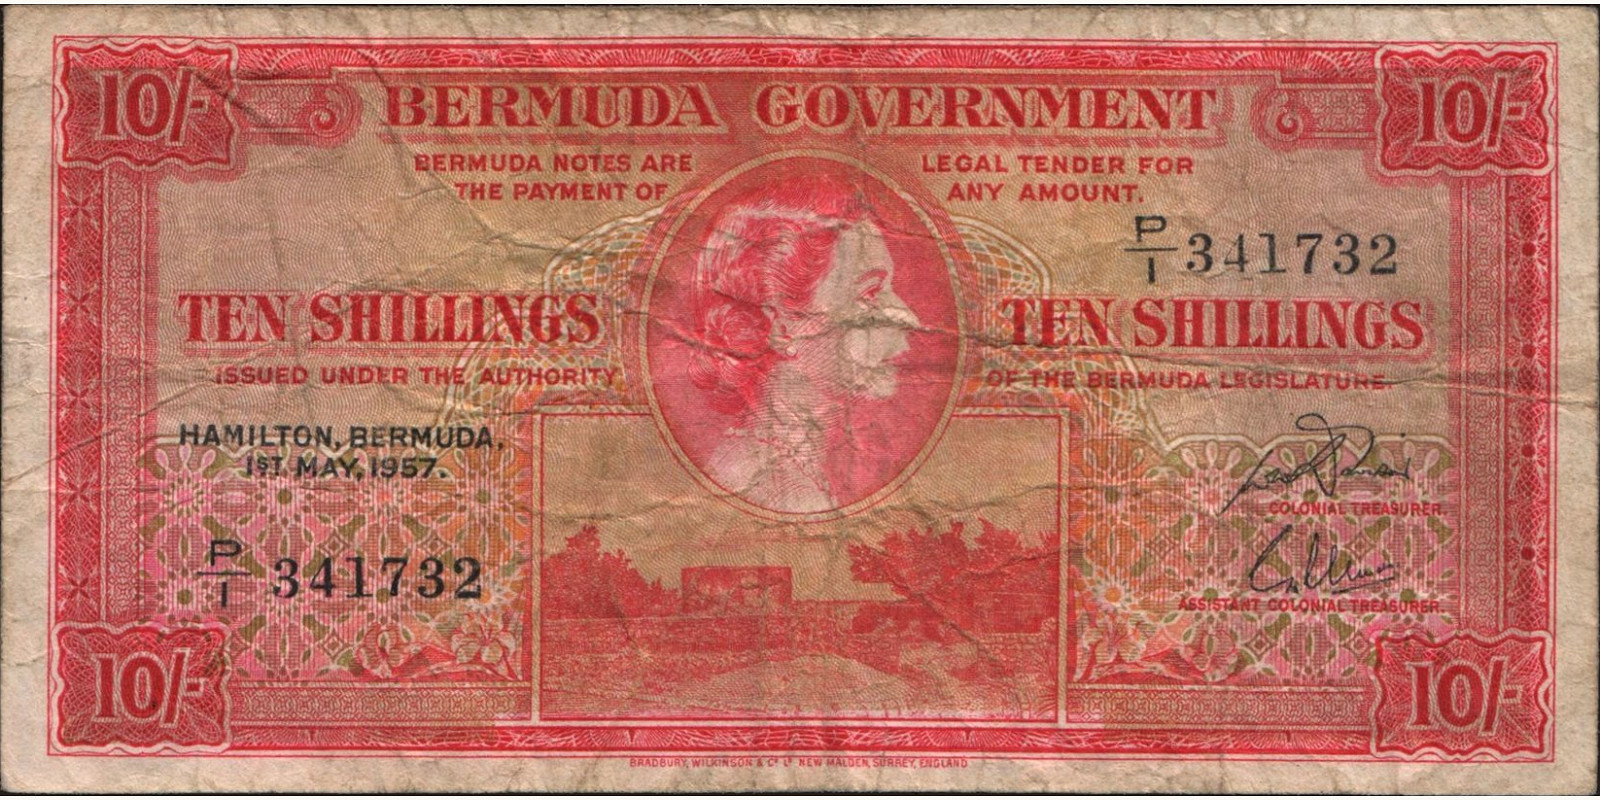 10/- BERMUDA GOVERNMENT 10/-
BERMUDA NOTES ARE LEGAL TENDER FOR
THE PAYMENT OF ANY AMOUNT.
P/1 341732
TEN SHILLINGS TEN SHILLINGS
ISSUED UNDER THE AUTHORITY OF THE BERMUDA LEGISLATURE
HAMILTON, BERMUDA,
1ST MAY, 1957.
COLONIAL TREASURER.
P/1 341732
ASSISTANT COLONIAL TREASURER.
10/- 10/-
BRADBURY, WILKINSON & Cº Lº NEW MALDEN, SURREY, ENGLAND